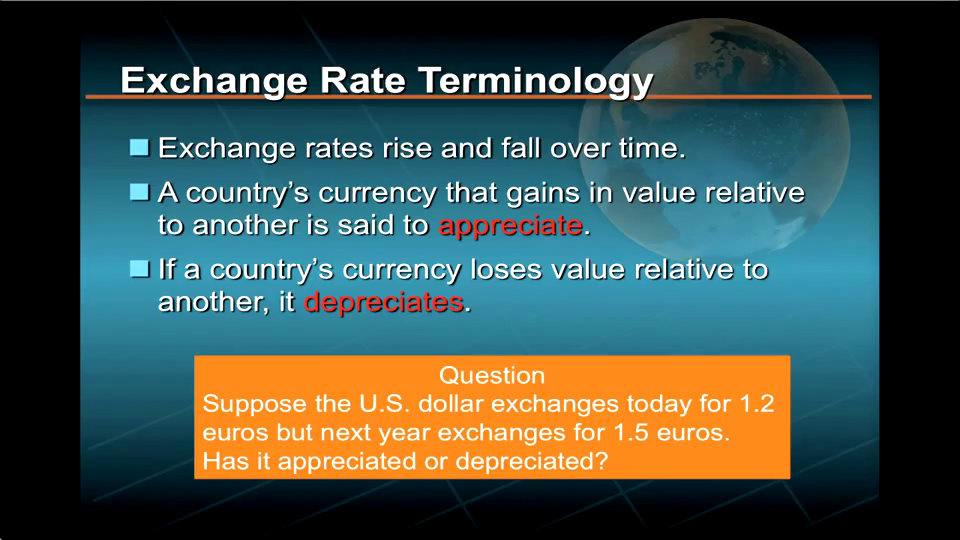 Exchange Rate Terminology
Exchange rates rise and fall over time.
A country’s currency that gains in value relative
to another is said to appreciate.
If a country’s currency loses value relative to
another, it depreciates.
Question
Suppose the U.S. dollar exchanges today for 1.2
euros but next year exchanges for 1.5 euros.
Has it appreciated or depreciated?